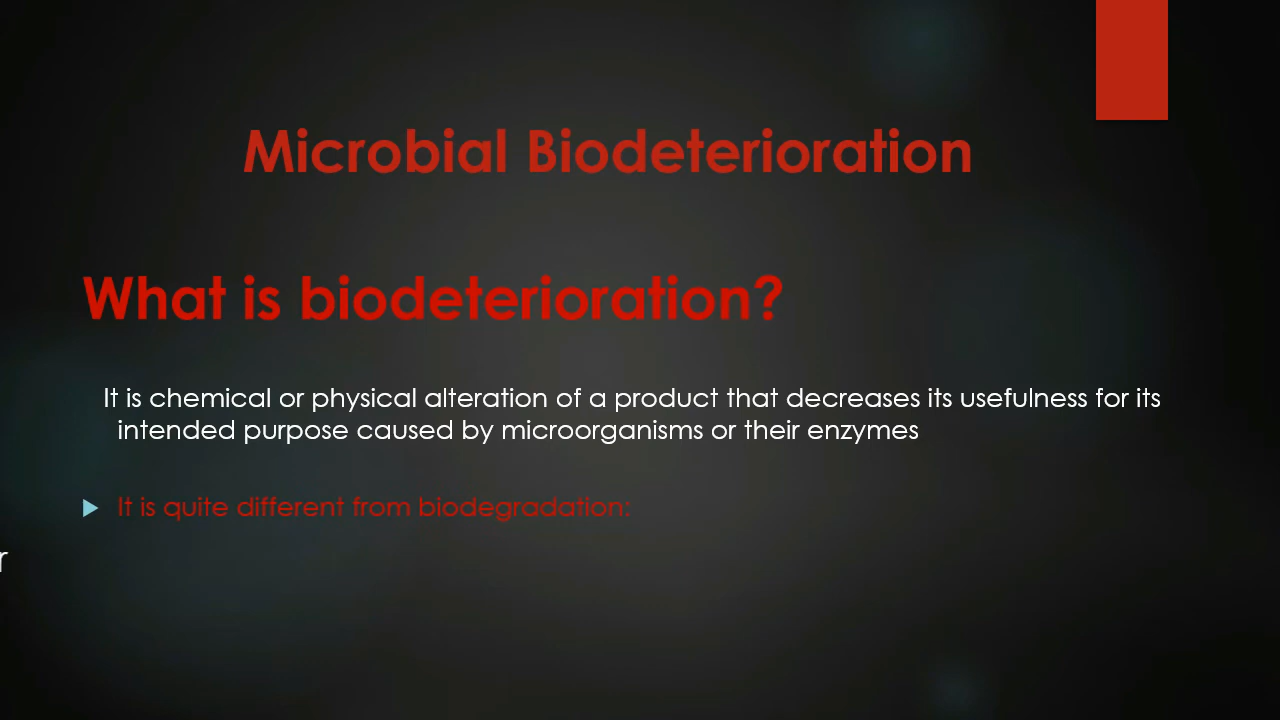 Microbial Biodeterioration
What is biodeterioration?
It is chemical or physical alteration of a product that decreases its usefulness for its
intended purpose caused by microorganisms or their enzymes
It is quite different from biodegradation:
r